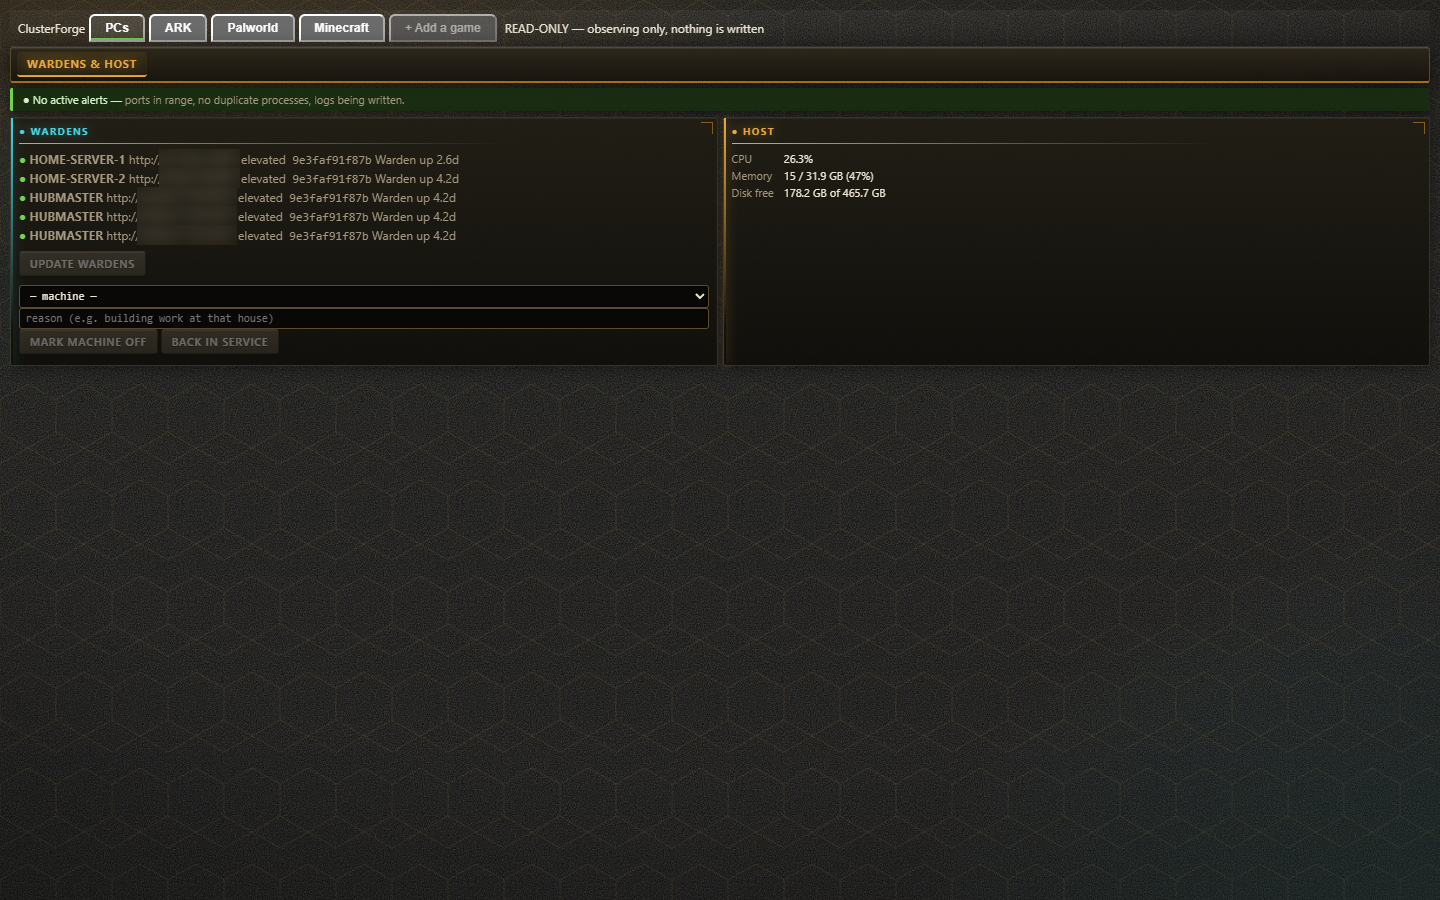 ClusterForge PCs ARK Palworld Minecraft + Add a game READ-ONLY — observing only, nothing is written
WARDENS & HOST
● No active alerts — ports in range, no duplicate processes, logs being written.
● WARDENS
● HOME-SERVER-1 http:/ elevated 9e3faf91f87b Warden up 2.6d
● HOME-SERVER-2 http:/ elevated 9e3faf91f87b Warden up 4.2d
● HUBMASTER http:/ elevated 9e3faf91f87b Warden up 4.2d
● HUBMASTER http:/ elevated 9e3faf91f87b Warden up 4.2d
● HUBMASTER http:/ elevated 9e3faf91f87b Warden up 4.2d
UPDATE WARDENS
— machine —
reason (e.g. building work at that house)
MARK MACHINE OFF BACK IN SERVICE
● HOST
CPU 26.3%
Memory 15 / 31.9 GB (47%)
Disk free 178.2 GB of 465.7 GB